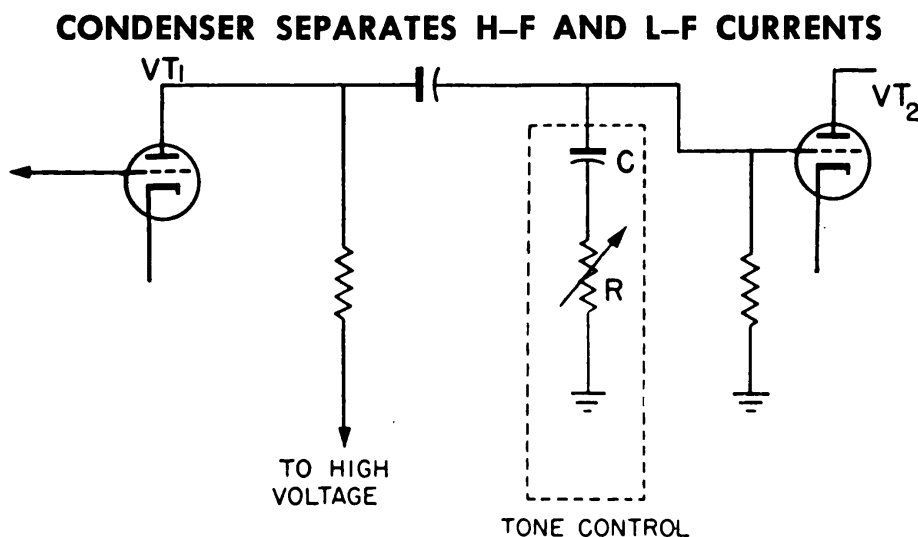 CONDENSER SEPARATES H-F AND L-F CURRENTS
VT1
VT2
C
R
TO HIGH
VOLTAGE
TONE CONTROL